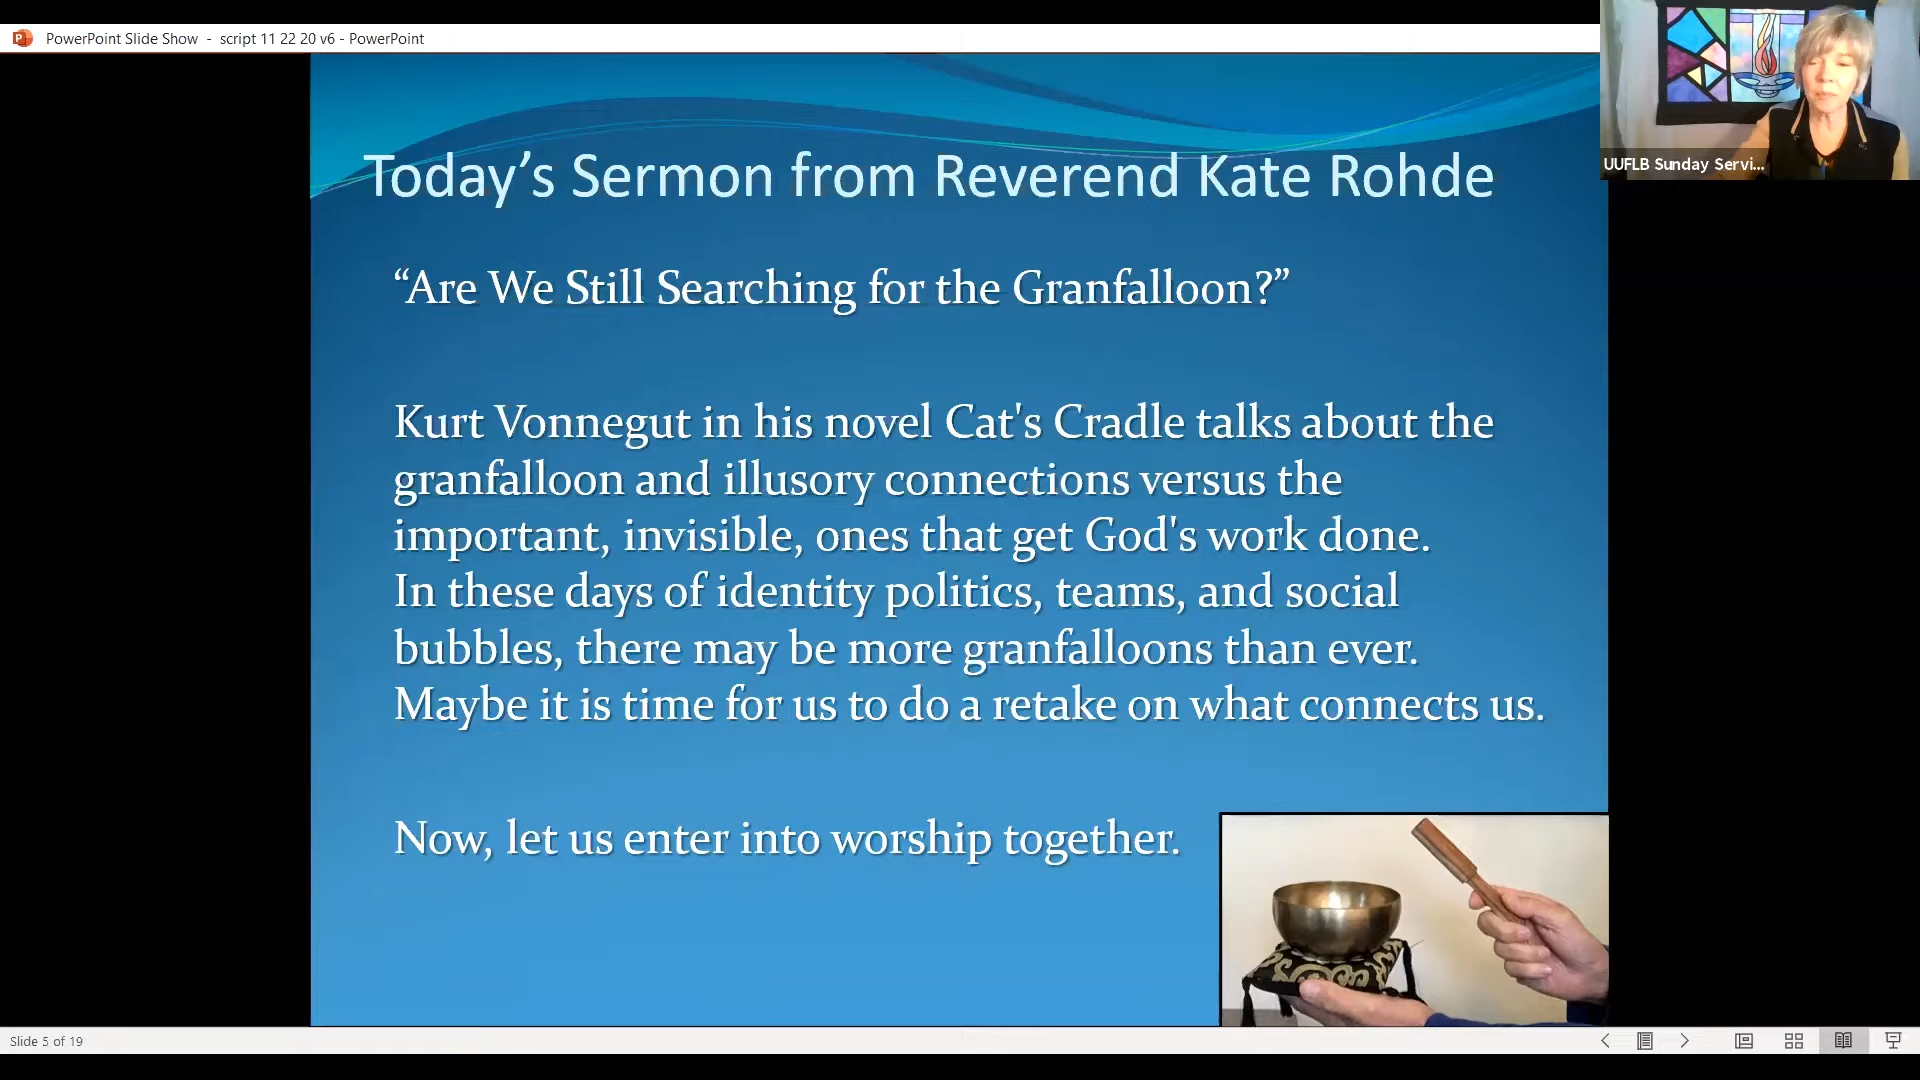 PowerPoint Slide Show - script 11 22 20 v6 - PowerPoint
UUFLB Sunday Servi...
Today’s Sermon from Reverend Kate Rohde
“Are We Still Searching for the Granfalloon?”
Kurt Vonnegut in his novel Cat's Cradle talks about the
granfalloon and illusory connections versus the
important, invisible, ones that get God's work done.
In these days of identity politics, teams, and social
bubbles, there may be more granfalloons than ever.
Maybe it is time for us to do a retake on what connects us.
Now, let us enter into worship together.
Slide 5 of 19